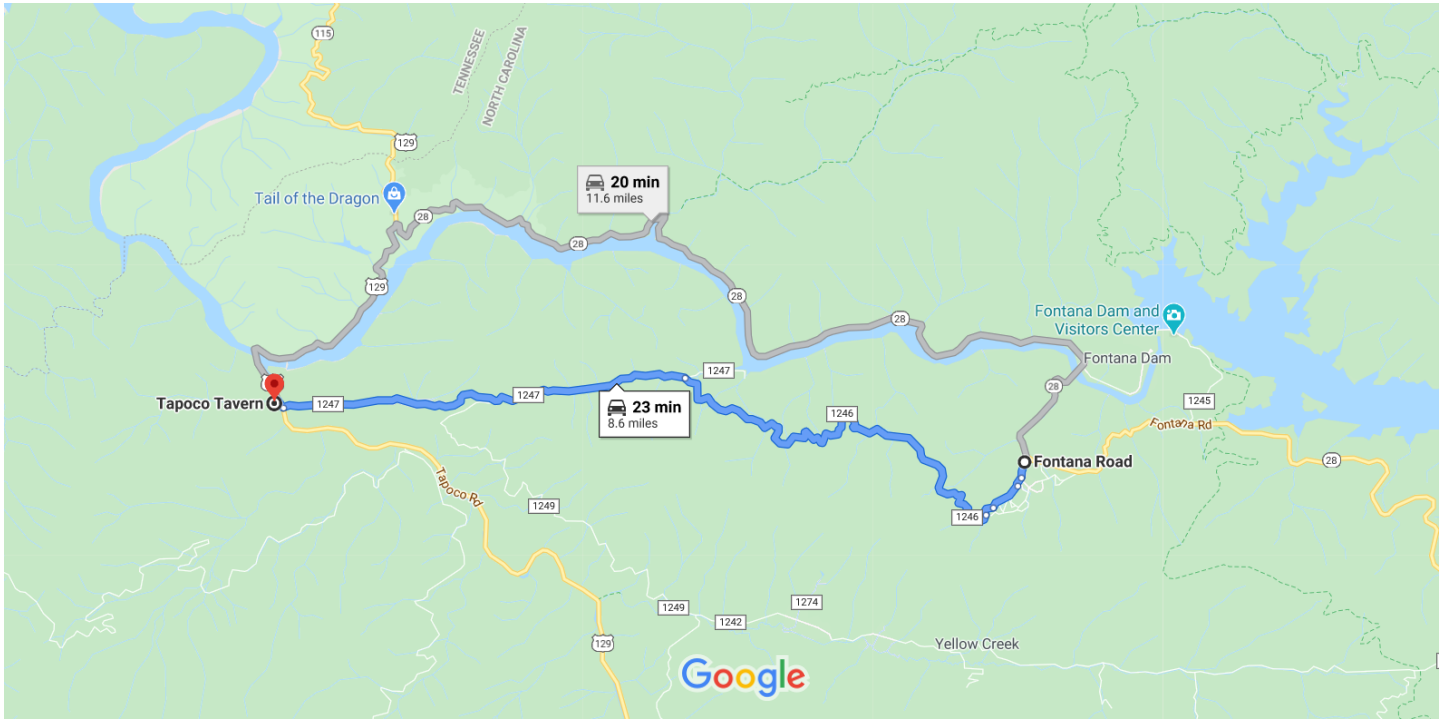 115
TENNESSEE
NORTH CAROLINA
129
20 min
11.6 miles
Tail of the Dragon
28
28
129
28
Fontana Dam and
Visitors Center
28
Fontana Dam
1247
28
Tapoco Tavern
1247
1247
23 min
8.6 miles
1246
1245
Fontana Rd
Fontana Road
28
Tapoco Rd
1249
1246
1249
1274
1242
129
Yellow Creek
Google